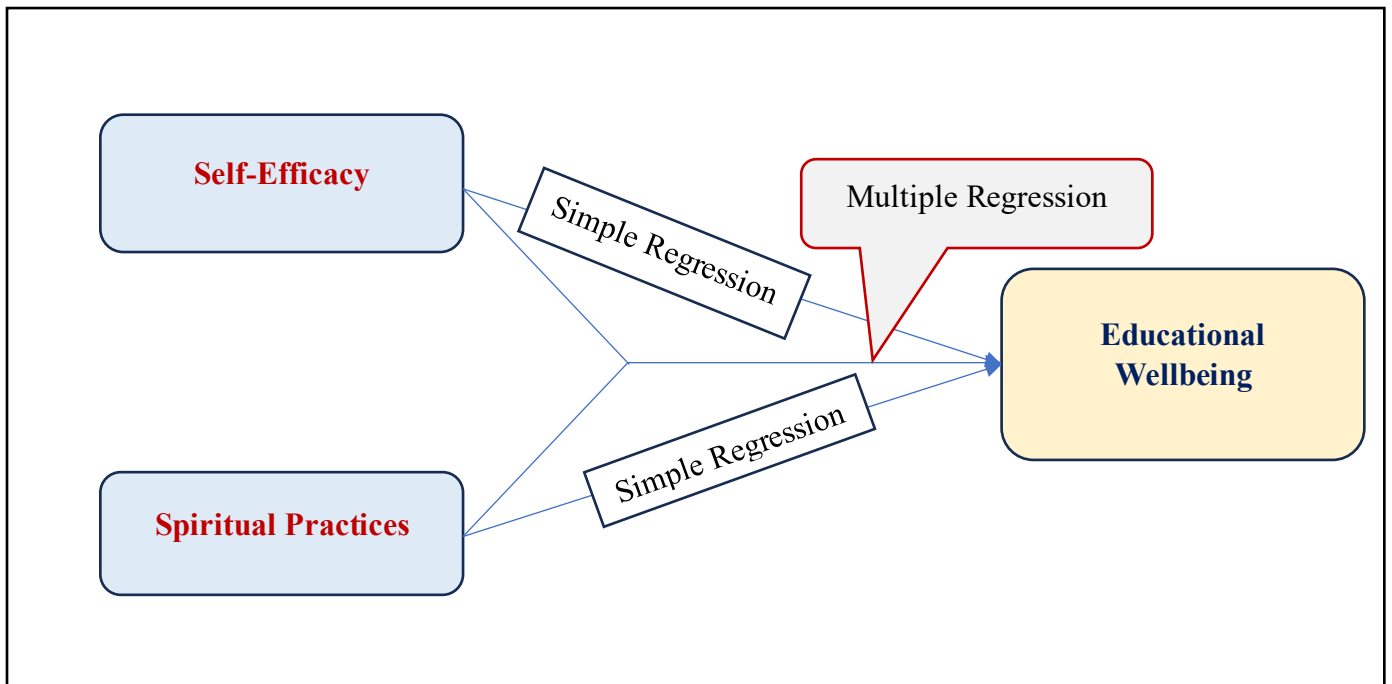 Self-Efficacy
Simple Regression
Multiple Regression
Educational
Wellbeing
Simple Regression
Spiritual Practices